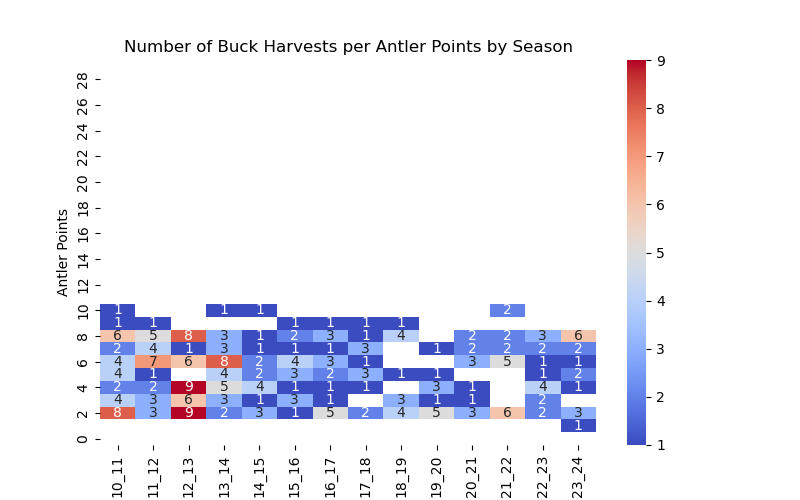 Number of Buck Harvests per Antler Points by Season
Antler Points
28
26
24
22
20
18
16
14
12
10 1 1 1 2
1 1 1 1 1 1
8 6 5 8 3 1 2 3 1 4 2 2 3 6
2 4 1 3 1 1 1 3 1 2 2 2 2
6 4 7 6 8 2 4 3 1 3 5 1 1
4 1 4 2 3 2 3 1 1 1 2
4 2 2 9 5 4 1 1 1 3 1 4 1
4 3 6 3 1 3 1 3 1 1 2
2 8 3 9 2 3 1 5 2 4 5 3 6 2 3
1
0
10_11 11_12 12_13 13_14 14_15 15_16 16_17 17_18 18_19 19_20 20_21 21_22 22_23 23_24
9
8
7
6
5
4
3
2
1